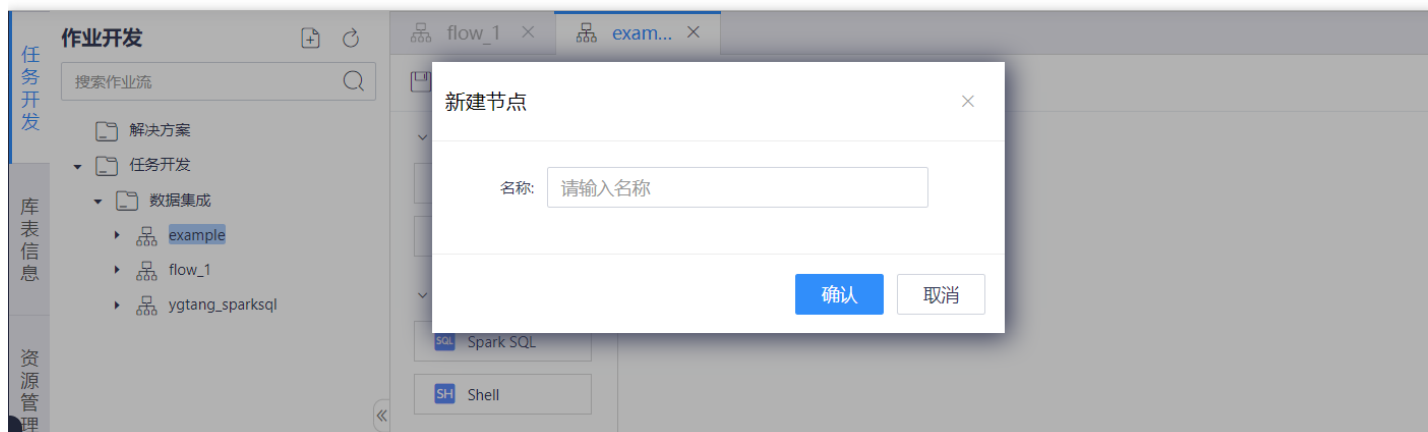 任务开发
库表信息
资源管理
作业开发
搜索作业流
解决方案
任务开发
数据集成
example
flow_1
ygtang_sparksql
flow_1
exam...
新建节点
名称:
请输入名称
确认
取消
SQL
Spark SQL
SH
Shell